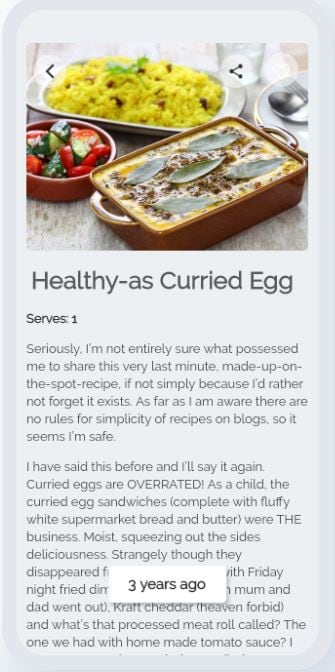 Healthy-as Curried Egg
Serves: 1
Seriously, I'm not entirely sure what possessed
me to share this very last minute, made-up-on-
the-spot-recipe, if not simply because I'd rather
not forget it exists. As far as I am aware there are
no rules for simplicity of recipes on blogs, so it
seems I'm safe.
I have said this before and I'll say it again.
Curried eggs are OVERRATED! As a child, the
curried egg sandwiches (complete with fluffy
white supermarket bread and butter) were THE
business. Moist, squeezing out the sides
deliciousness. Strangely though they
disappeared with Friday
night fried mum and
3 years ago
dad went out), Kraft cheddar (heaven forbid)
and what's that processed meat roll called? The
one we had with home made tomato sauce? I